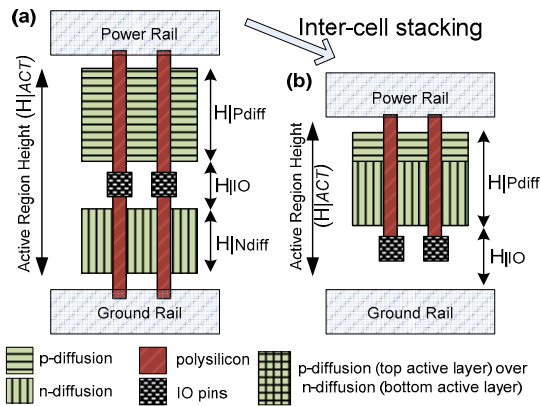 (a)
Power Rail
Inter-cell stacking
(b)
Power Rail
Active Region Height (H|ACT)
H|Pdiff
H|IO
H|Ndiff
Ground Rail
Active Region Height
(H|ACT)
H|Pdiff
H|IO
Ground Rail
p-diffusion
n-diffusion
polysilicon
IO pins
p-diffusion (top active layer) over
n-diffusion (bottom active layer)